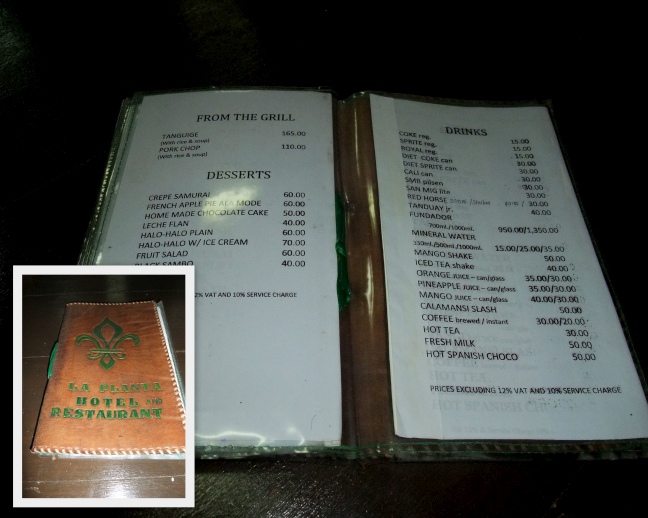 FROM THE GRILL
TANGUIGE 165.00
(With rice & soup)
PORK CHOP 110.00
(With rice & soup)
DESSERTS
CREPE SAMURAI 60.00
FRENCH APPLE PIE ALA MODE 60.00
HOME MADE CHOCOLATE CAKE 50.00
LECHE FLAN 40.00
HALO-HALO PLAIN 60.00
HALO-HALO W/ ICE CREAM 70.00
FRUIT SALAD 60.00
BLACK SAMBO 40.00
2% VAT AND 10% SERVICE CHARGE
DRINKS
COKE reg. 15.00
SPRITE reg. 15.00
ROYAL reg. 15.00
DIET COKE can 30.00
DIET SPRITE can 30.00
CALI can 30.00
SMB pilsen 30.00
SAN MIG lite 30.00
RED HORSE 30.00
TANDUAY jr. 40.00
FUNDADOR
700ml/1000ml 950.00/1,350.00
MINERAL WATER
350ml/500ml/1000ml 15.00/25.00/35.00
MANGO SHAKE 50.00
ICED TEA shake 40.00
ORANGE JUICE – can/glass 35.00/30.00
PINEAPPLE JUICE – can/glass 35.00/30.00
MANGO JUICE – can/glass 40.00/30.00
CALAMANSI SLASH 50.00
COFFEE brewed / instant 30.00/20.00
HOT TEA 30.00
FRESH MILK 50.00
HOT SPANISH CHOCO 50.00
PRICES EXCLUDING 12% VAT AND 10% SERVICE CHARGE
LA PLANTA
HOTEL AND
RESTAURANT